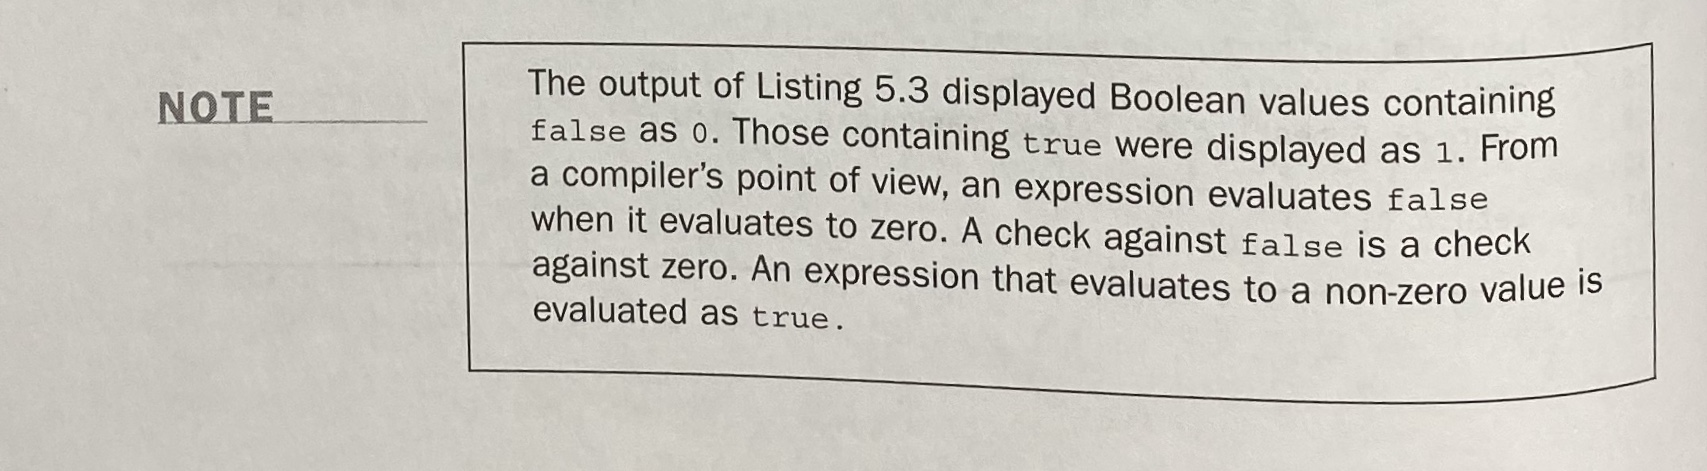 NOTE
The output of Listing 5.3 displayed Boolean values containing
false as 0. Those containing true were displayed as 1. From
a compiler's point of view, an expression evaluates false
when it evaluates to zero. A check against false is a check
against zero. An expression that evaluates to a non-zero value is
evaluated as true.